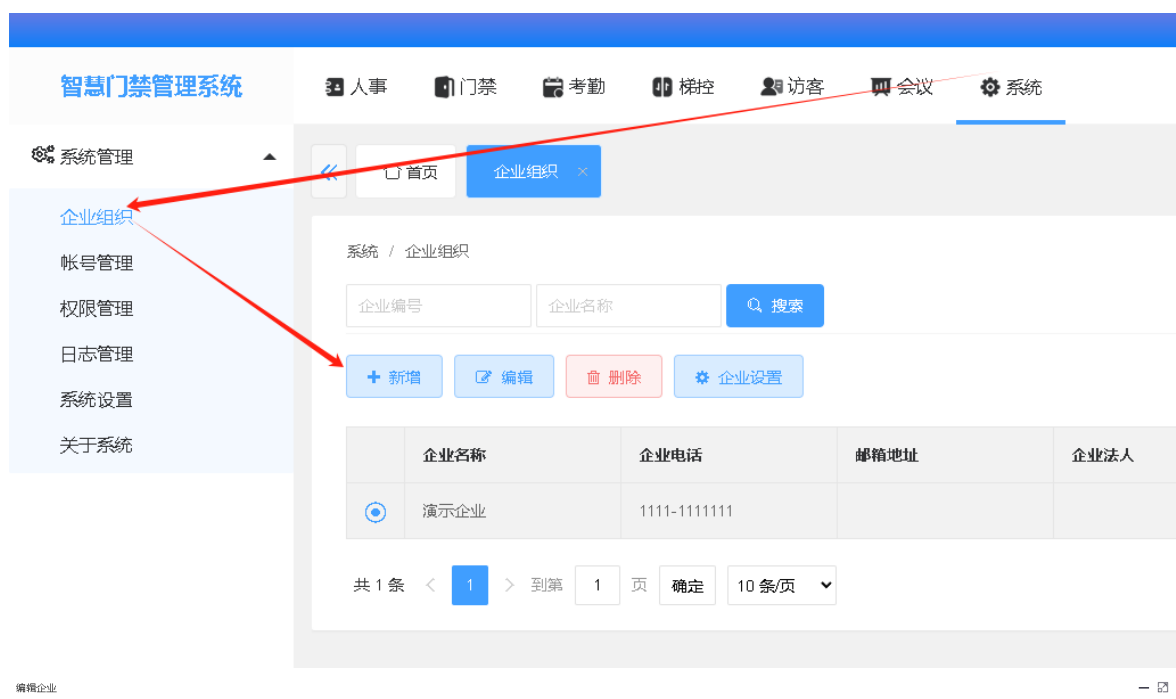 智慧门禁管理系统 人事 门禁 考勤 梯控 访客 会议 系统
系统管理
首页 企业组织 ×
企业组织
帐号管理
权限管理
日志管理
系统设置
关于系统
系统 / 企业组织
企业编号 企业名称 搜索
新增 编辑 删除 企业设置
企业名称 企业电话 邮箱地址 企业法人
演示企业 1111-1111111
共 1 条 < 1 > 到第 1 页 确定 10 条/页
编辑企业